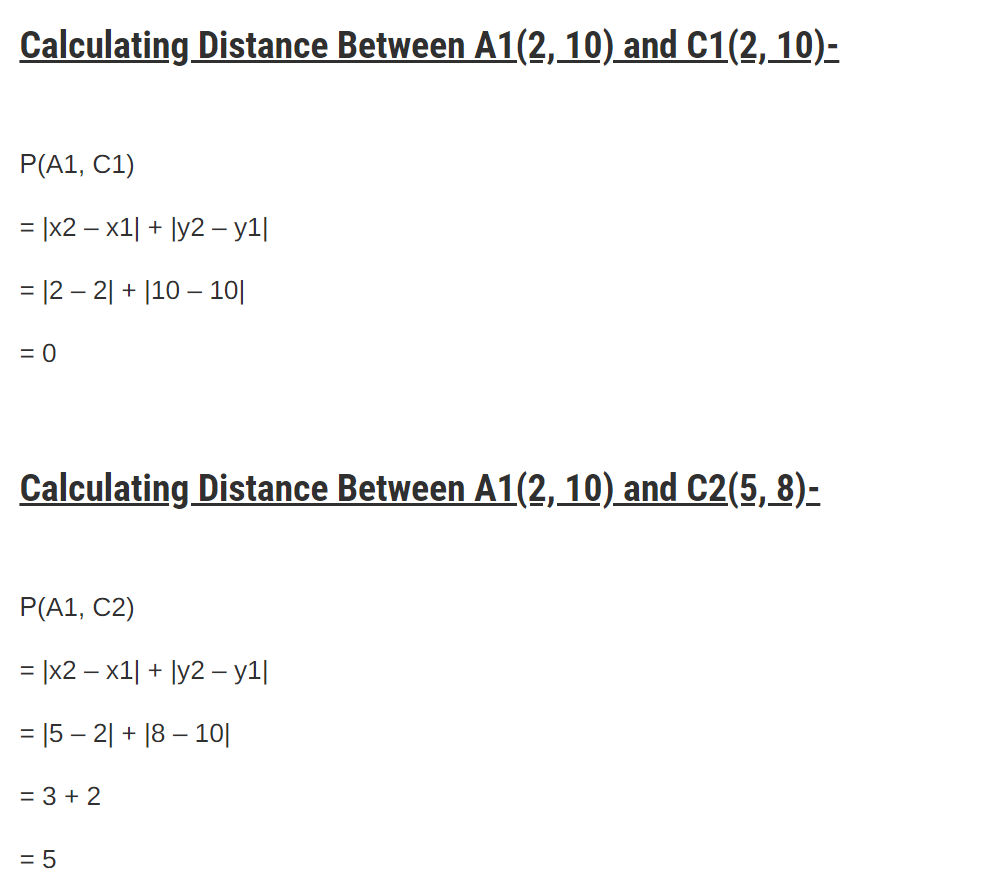 Calculating Distance Between A1(2, 10) and C1(2, 10)-
P(A1, C1)
= |x2 – x1| + |y2 – y1|
= |2 – 2| + |10 – 10|
= 0
Calculating Distance Between A1(2, 10) and C2(5, 8)-
P(A1, C2)
= |x2 – x1| + |y2 – y1|
= |5 – 2| + |8 – 10|
= 3 + 2
= 5